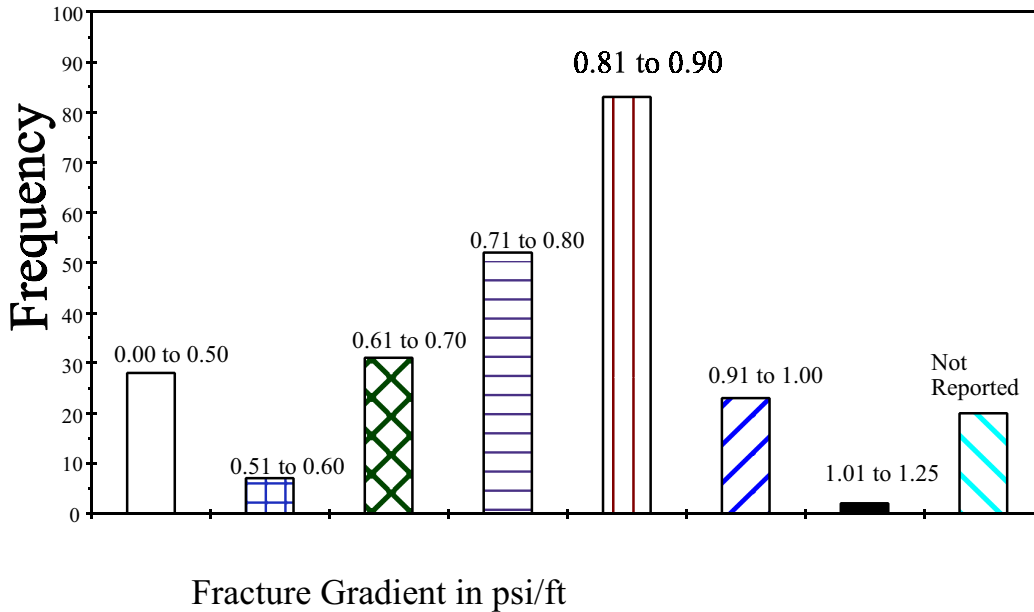 100
90
80
70
60
50
40
30
20
10
0
Frequency
0.00 to 0.50
0.51 to 0.60
0.61 to 0.70
0.71 to 0.80
0.81 to 0.90
0.91 to 1.00
1.01 to 1.25
Not
Reported
Fracture Gradient in psi/ft